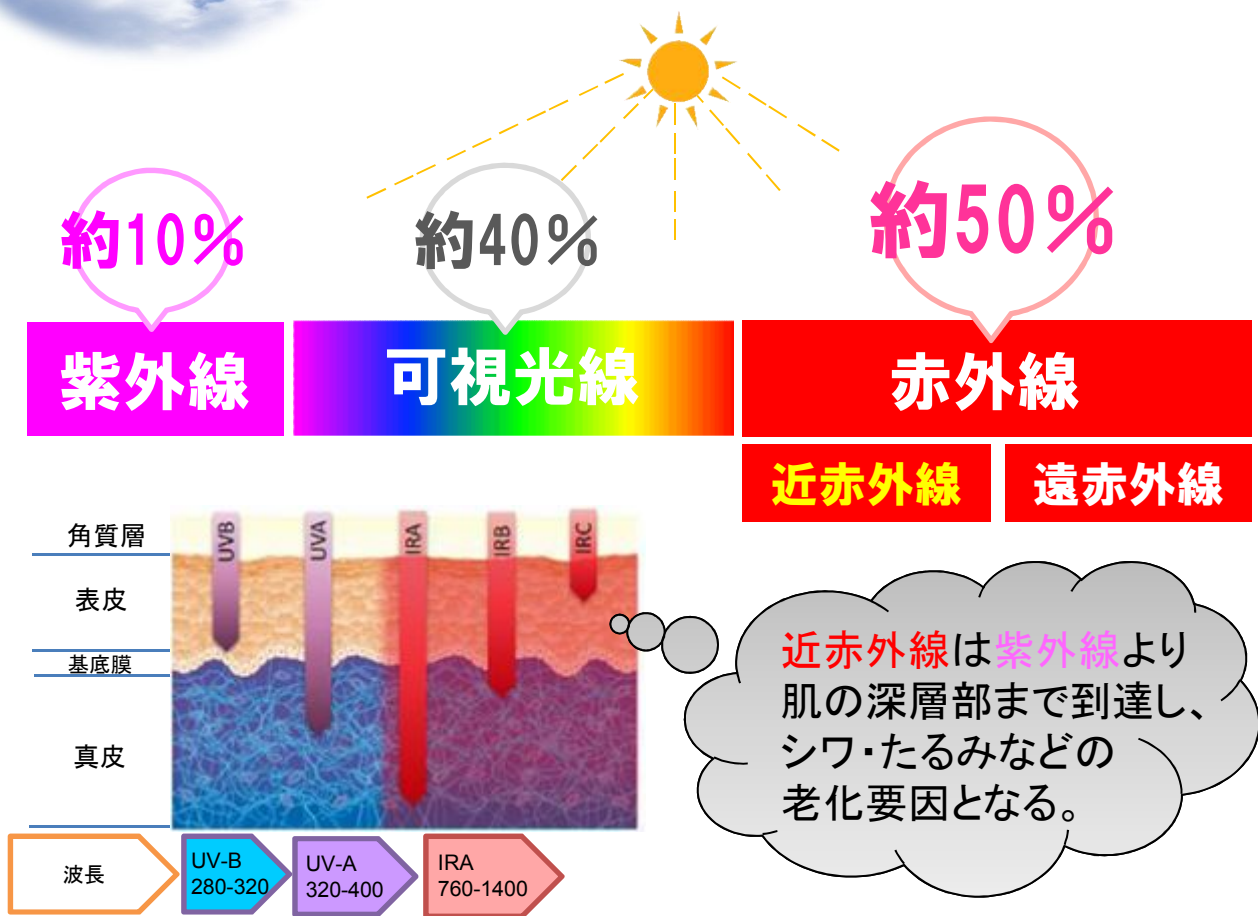 約10%
約40%
約50%
紫外線
可視光線
赤外線
近赤外線
遠赤外線
角質層
表皮
基底膜
真皮
UVB
UVA
IRA
IRB
IRC
近赤外線は紫外線より
肌の深層部まで到達し、
シワ・たるみなどの
老化要因となる。
波長
UV-B
280-320
UV-A
320-400
IRA
760-1400